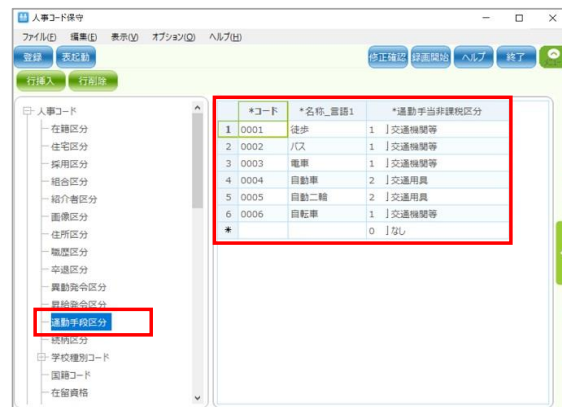 人事コード保守
ファイル(F) 編集(E) 表示(V) オプション(O) ヘルプ(H)
登録 表起動 修正確認 録画開始 ヘルプ 終了
行挿入 行削除
人事コード
在籍区分
住宅区分
採用区分
組合区分
紹介者区分
画像区分
住所区分
職歴区分
卒退区分
異動発令区分
昇給発令区分
通勤手段区分
続柄区分
学校種別コード
国籍コード
在留資格
*コード *名称_言語1 *通勤手当非課税区分
1 0001 徒歩 1 」交通機関等
2 0002 バス 1 」交通機関等
3 0003 電車 1 」交通機関等
4 0004 自動車 2 」交通用具
5 0005 自動二輪 2 」交通用具
6 0006 自転車 1 」交通機関等
* 0 」なし